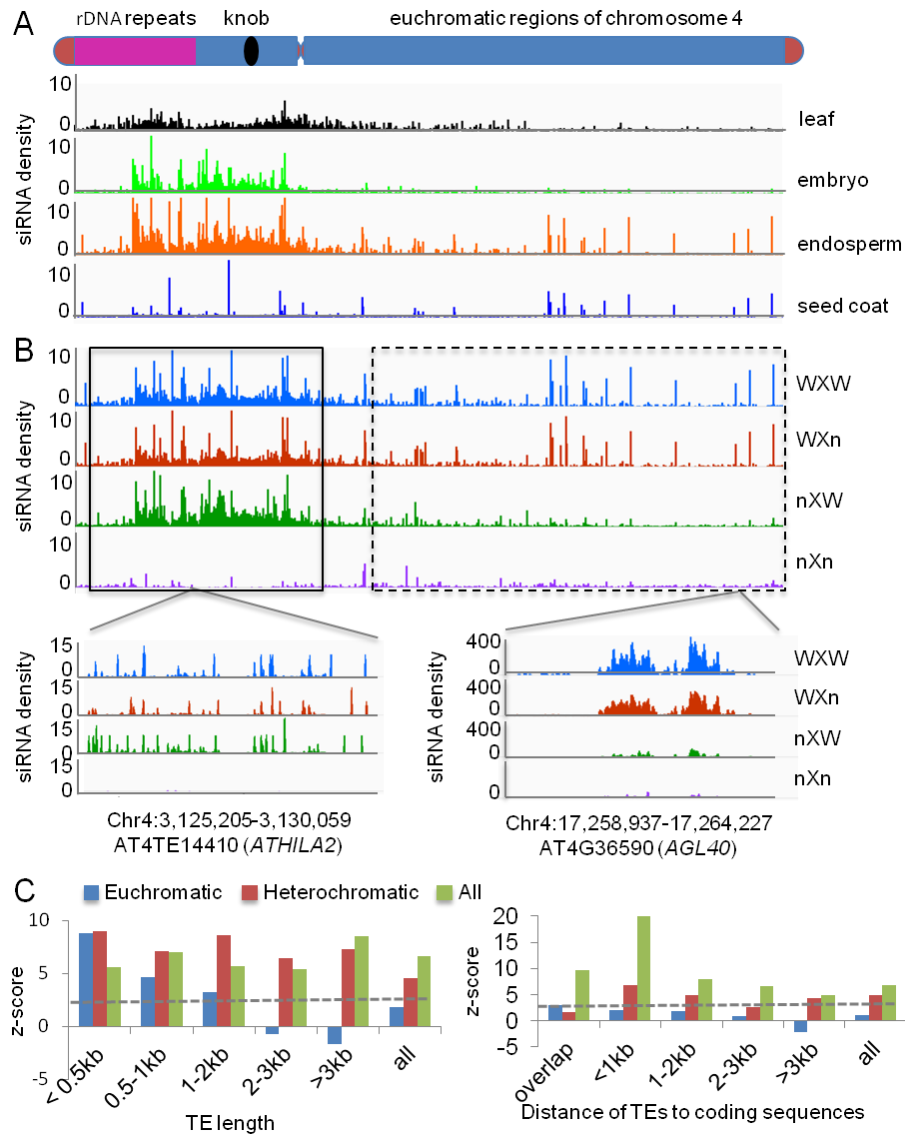 A
rDNA repeats knob euchromatic regions of chromosome 4
siRNA density
10
0
leaf
10
0
embryo
10
0
endosperm
10
0
seed coat
B
siRNA density
10
0
WXW
10
0
WXn
10
0
nXW
10
0
nXn
siRNA density
15
0
15
0
15
0
15
0
Chr4:3,125,205-3,130,059
AT4TE14410 (ATHILA2)
siRNA density
400
0
WXW
400
0
WXn
400
0
nXW
400
0
nXn
Chr4:17,258,937-17,264,227
AT4G36590 (AGL40)
C
Euchromatic Heterochromatic All
z-score
10
5
0
-5
< 0.5kb 0.5-1kb 1-2kb 2-3kb >3kb all
TE length
z-score
20
15
10
5
0
-5
overlap <1kb 1-2kb 2-3kb >3kb all
Distance of TEs to coding sequences